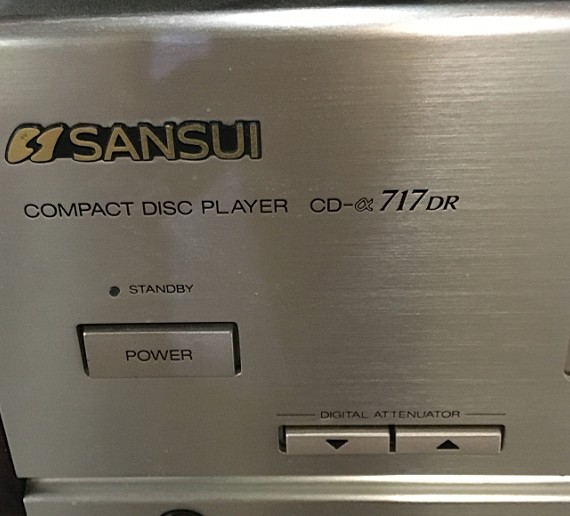 SANSUI
COMPACT DISC PLAYER CD-α717DR
STANDBY
POWER
DIGITAL ATTENUATOR
▼ ▲